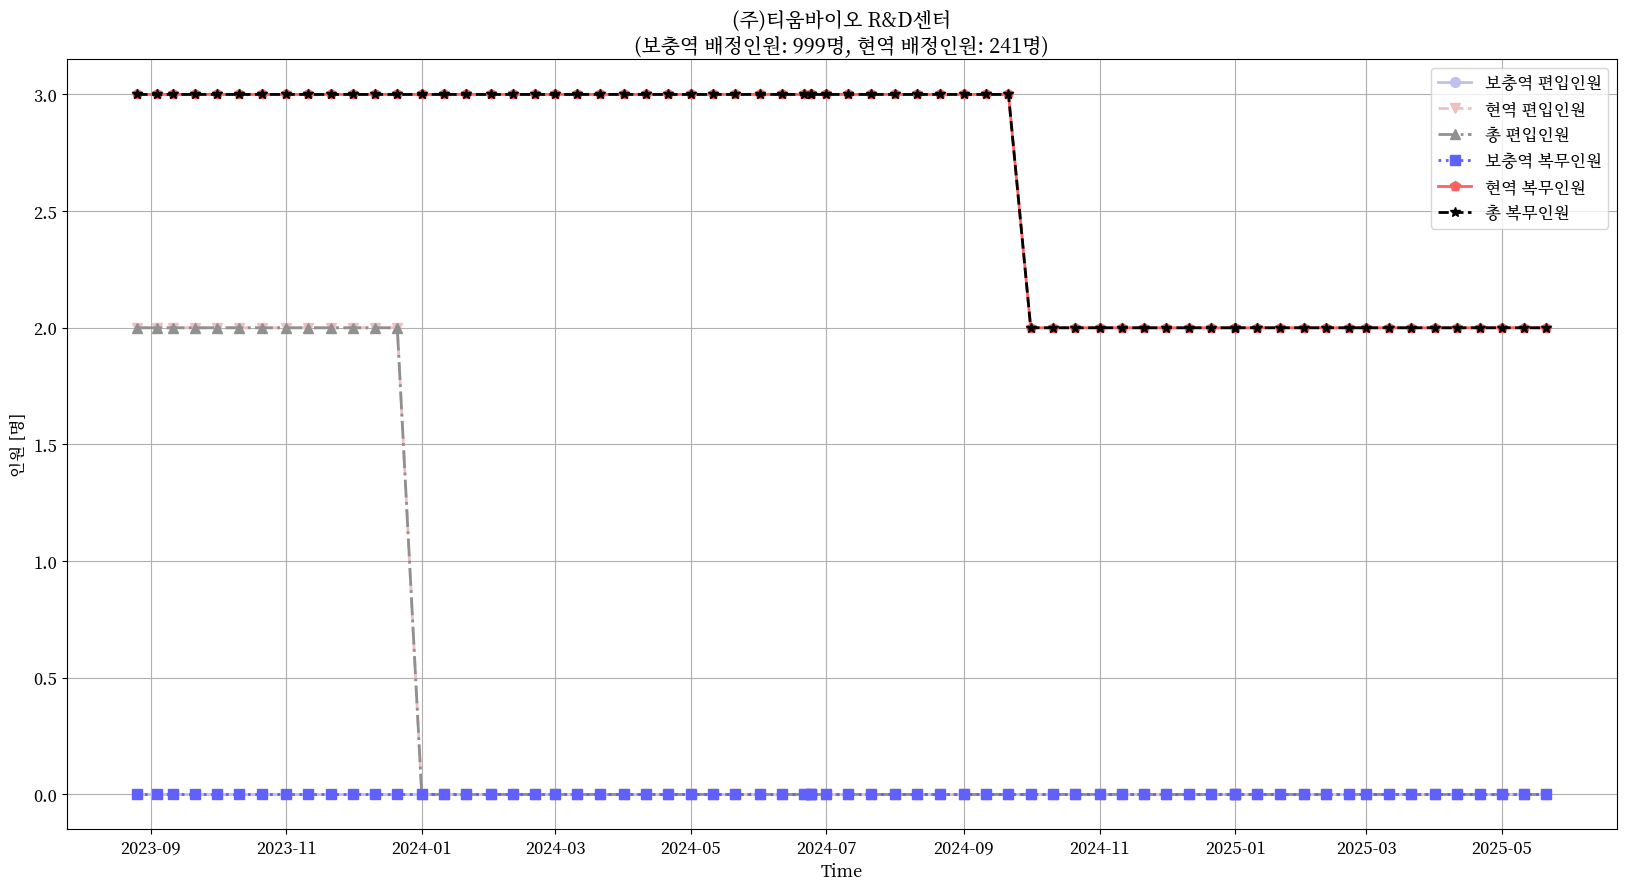 (주)티움바이오 R&D센터
(보충역 배정인원: 999명, 현역 배정인원: 241명)
보충역 편입인원
현역 편입인원
총 편입인원
보충역 복무인원
현역 복무인원
총 복무인원
인원 [명]
3.0
2.5
2.0
1.5
1.0
0.5
0.0
2023-09 2023-11 2024-01 2024-03 2024-05 2024-07 2024-09 2024-11 2025-01 2025-03 2025-05
Time